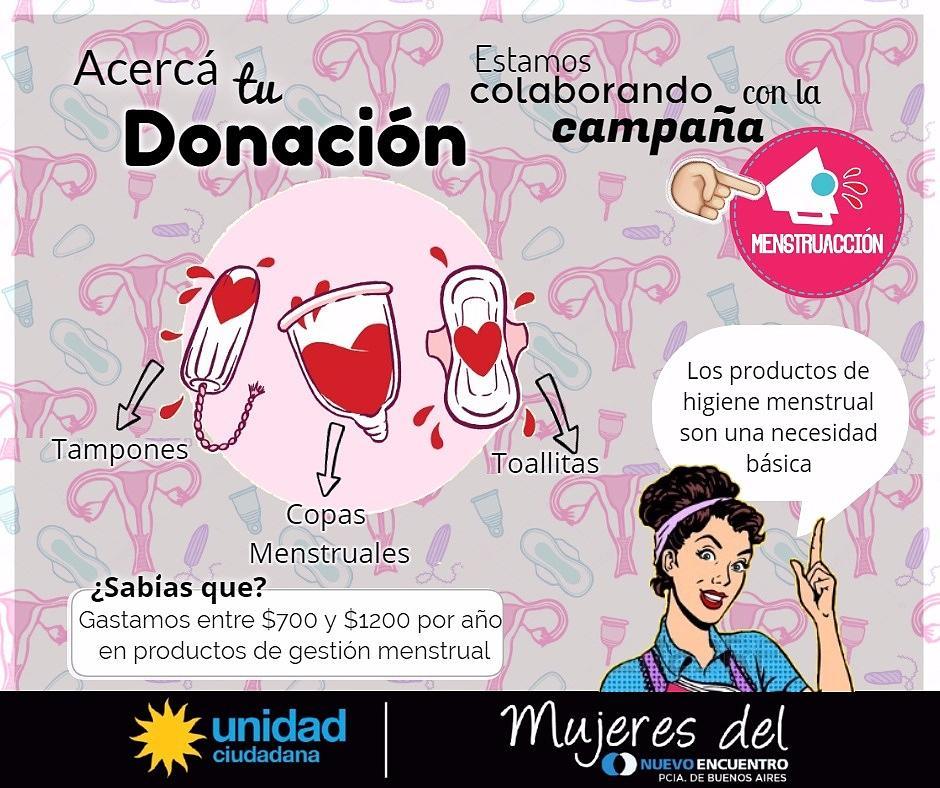 Acercá tu
Donación
Estamos
colaborando con la
campaña
MENSTRUACCIÓN
Los productos de
higiene menstrual
son una necesidad
básica
Tampones
Copas
Menstruales
Toallitas
¿Sabías que?
Gastamos entre $700 y $1200 por año
en productos de gestión menstrual
unidad
ciudadana
Mujeres del
NUEVO ENCUENTRO
PCIA. DE BUENOS AIRES